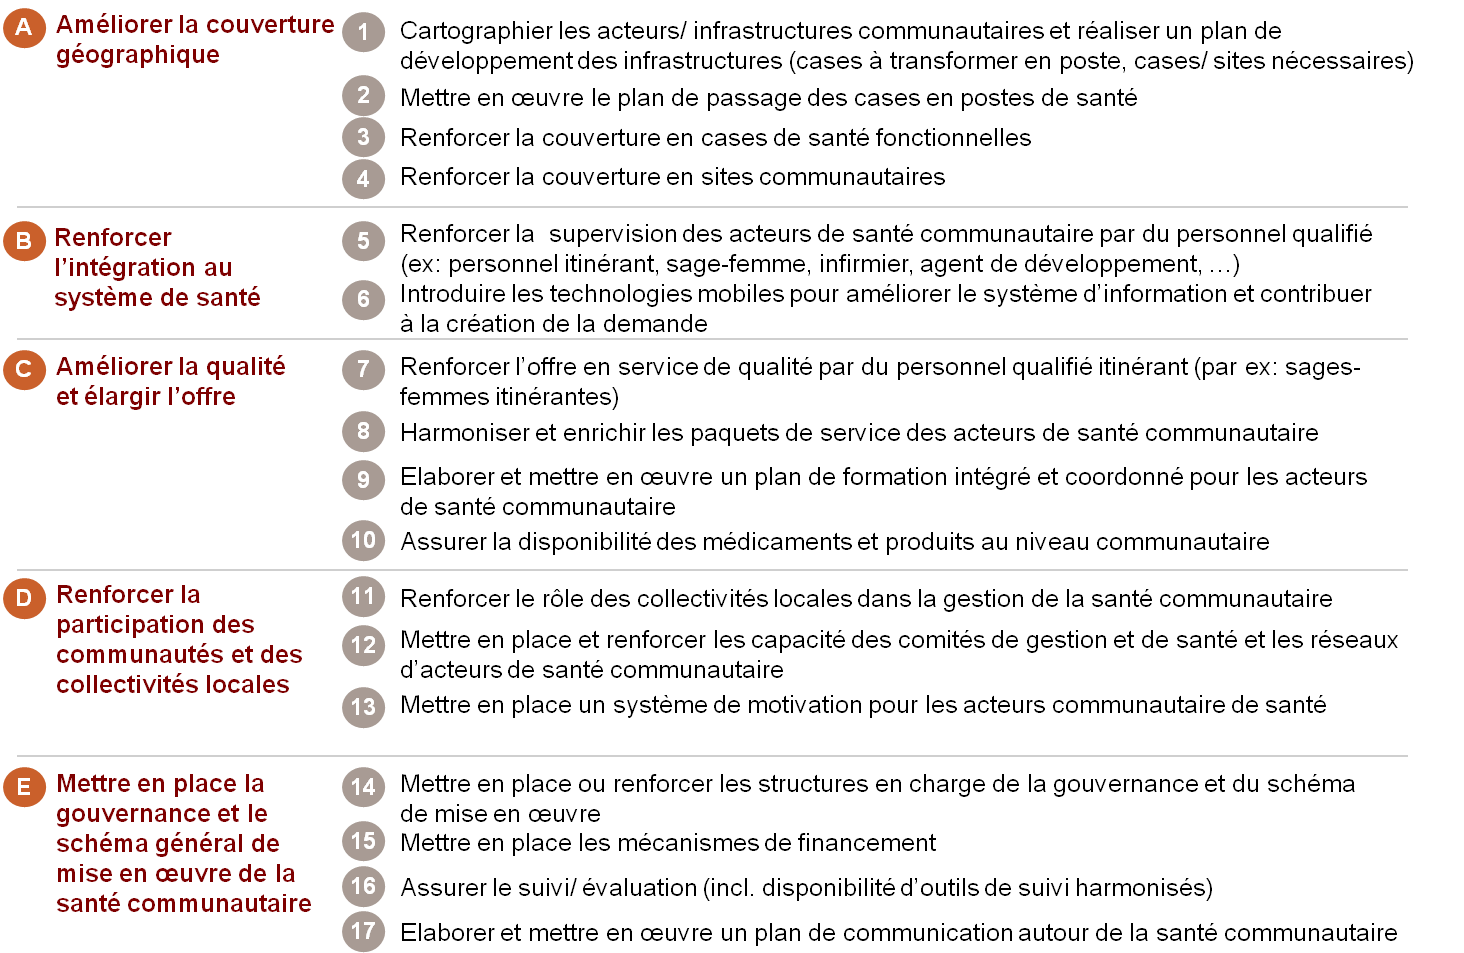 A Améliorer la couverture
géographique
1 Cartographier les acteurs/ infrastructures communautaires et réaliser un plan de
développement des infrastructures (cases à transformer en poste, cases/ sites nécessaires)
2 Mettre en œuvre le plan de passage des cases en postes de santé
3 Renforcer la couverture en cases de santé fonctionnelles
4 Renforcer la couverture en sites communautaires
B Renforcer
l’intégration au
système de santé
5 Renforcer la  supervision des acteurs de santé communautaire par du personnel qualifié
(ex: personnel itinérant, sage-femme, infirmier, agent de développement, …)
6 Introduire les technologies mobiles pour améliorer le système d’information et contribuer
à la création de la demande
C Améliorer la qualité
et élargir l’offre
7 Renforcer l’offre en service de qualité par du personnel qualifié itinérant (par ex: sages-
femmes itinérantes)
8 Harmoniser et enrichir les paquets de service des acteurs de santé communautaire
9 Elaborer et mettre en œuvre un plan de formation intégré et coordonné pour les acteurs
de santé communautaire
10 Assurer la disponibilité des médicaments et produits au niveau communautaire
D Renforcer la
participation des
communautés et des
collectivités locales
11 Renforcer le rôle des collectivités locales dans la gestion de la santé communautaire
12 Mettre en place et renforcer les capacité des comités de gestion et de santé et les réseaux
d’acteurs de santé communautaire
13 Mettre en place un système de motivation pour les acteurs communautaire de santé
E Mettre en place la
gouvernance et le
schéma général de
mise en œuvre de la
santé communautaire
14 Mettre en place ou renforcer les structures en charge de la gouvernance et du schéma
de mise en œuvre
15 Mettre en place les mécanismes de financement
16 Assurer le suivi/ évaluation (incl. disponibilité d’outils de suivi harmonisés)
17 Elaborer et mettre en œuvre un plan de communication autour de la santé communautaire